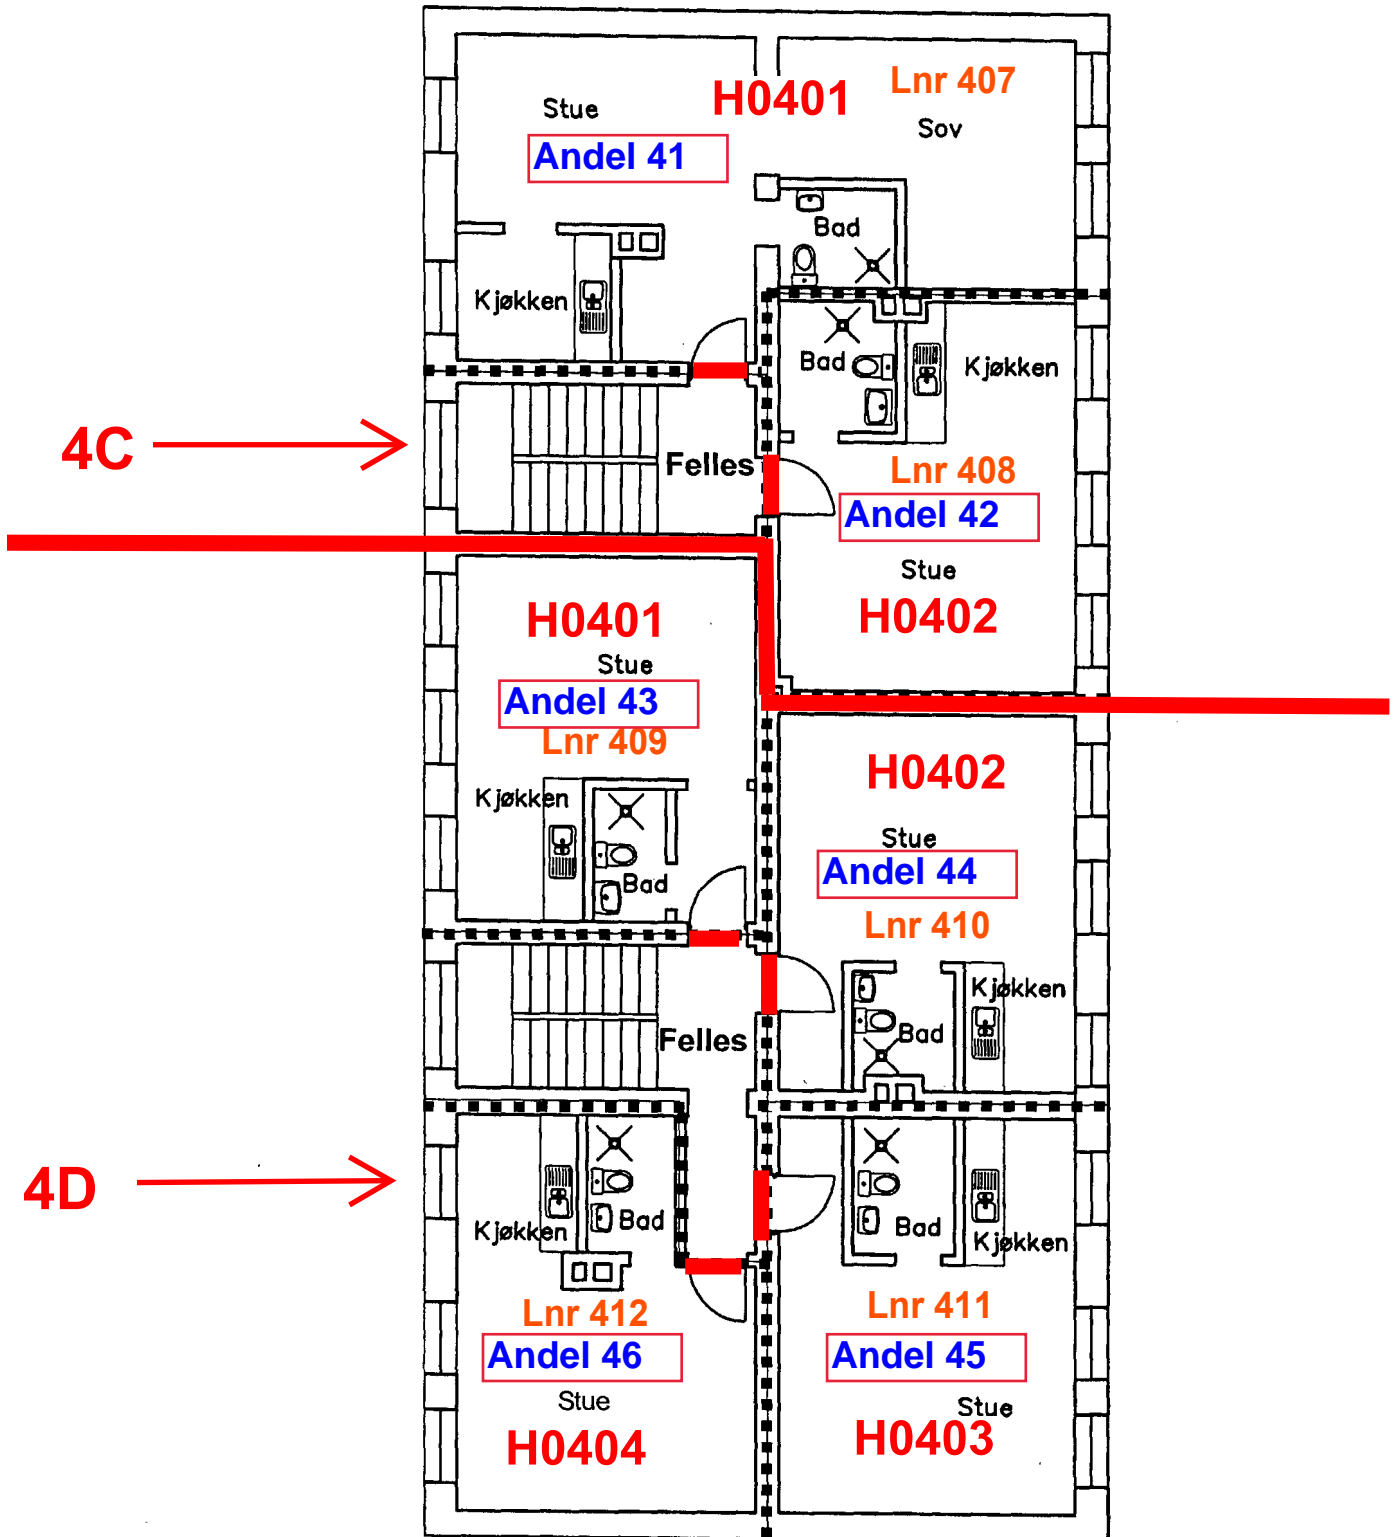 Lnr 407
H0401
Stue
Sov
Andel 41
Bad
Kjøkken
Bad
Kjøkken
4C
Felles
Lnr 408
Andel 42
Stue
H0402
H0401
Stue
Andel 43
Lnr 409
H0402
Kjøkken
Stue
Andel 44
Bad
Lnr 410
Kjøkken
Bad
Felles
4D
Kjøkken
Bad
Bad
Kjøkken
Lnr 412
Lnr 411
Andel 46
Andel 45
Stue
Stue
H0404
H0403